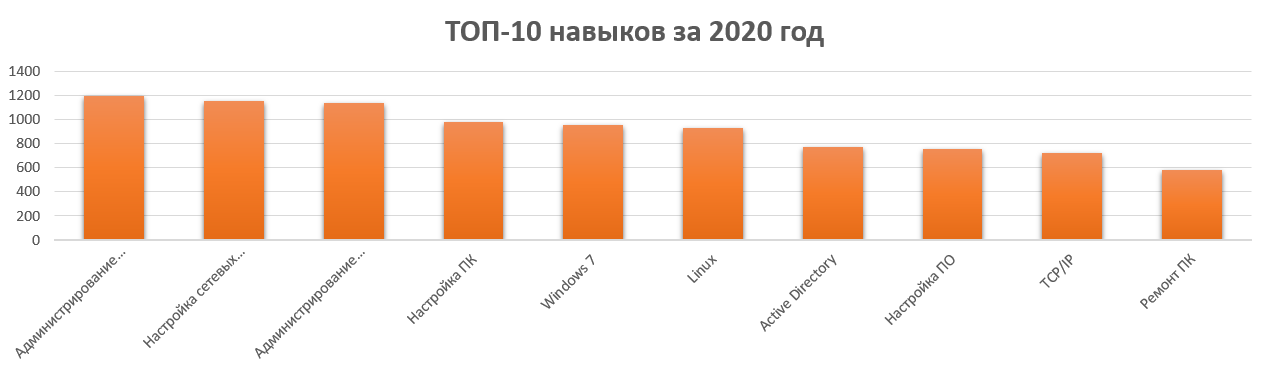 ТОП-10 навыков за 2020 год
1400
1200
1000
800
600
400
200
0
Администрирование...
Настройка сетевых...
Администрирование...
Настройка ПК
Windows 7
Linux
Active Directory
Настройка ПО
TCP/IP
Ремонт ПК